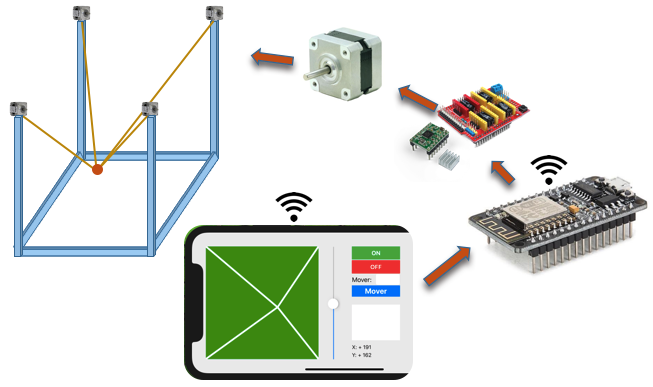 ON
OFF
Mover:
Mover
X: + 191
Y: + 162